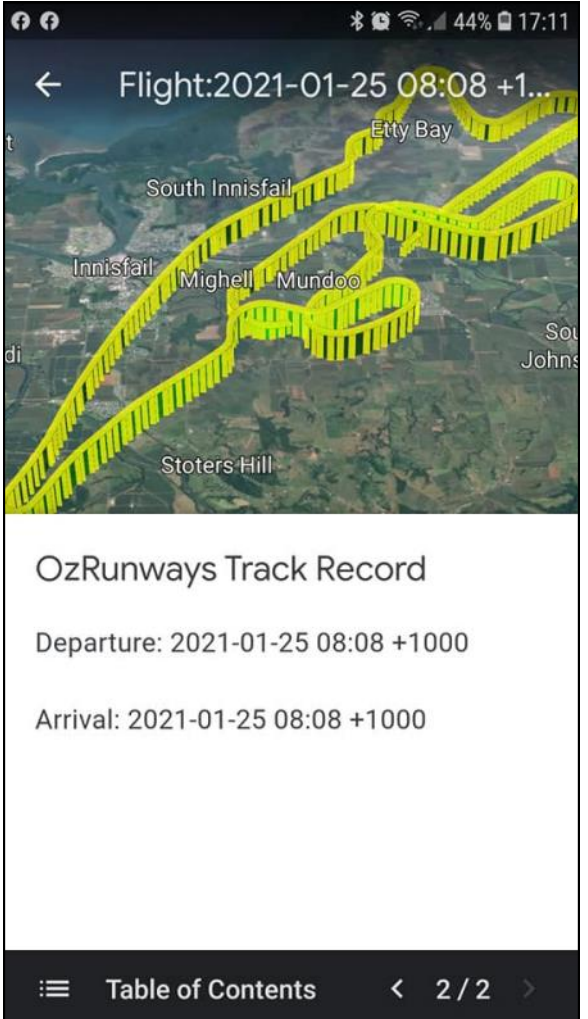 44% 17:11
Flight:2021-01-25 08:08 +1...
t
Etty Bay
South Innisfail
Innisfail
Mighell
Mundoo
Sou
Johns
di
Stoters Hill
OzRunways Track Record
Departure: 2021-01-25 08:08 +1000
Arrival: 2021-01-25 08:08 +1000
Table of Contents
2/2